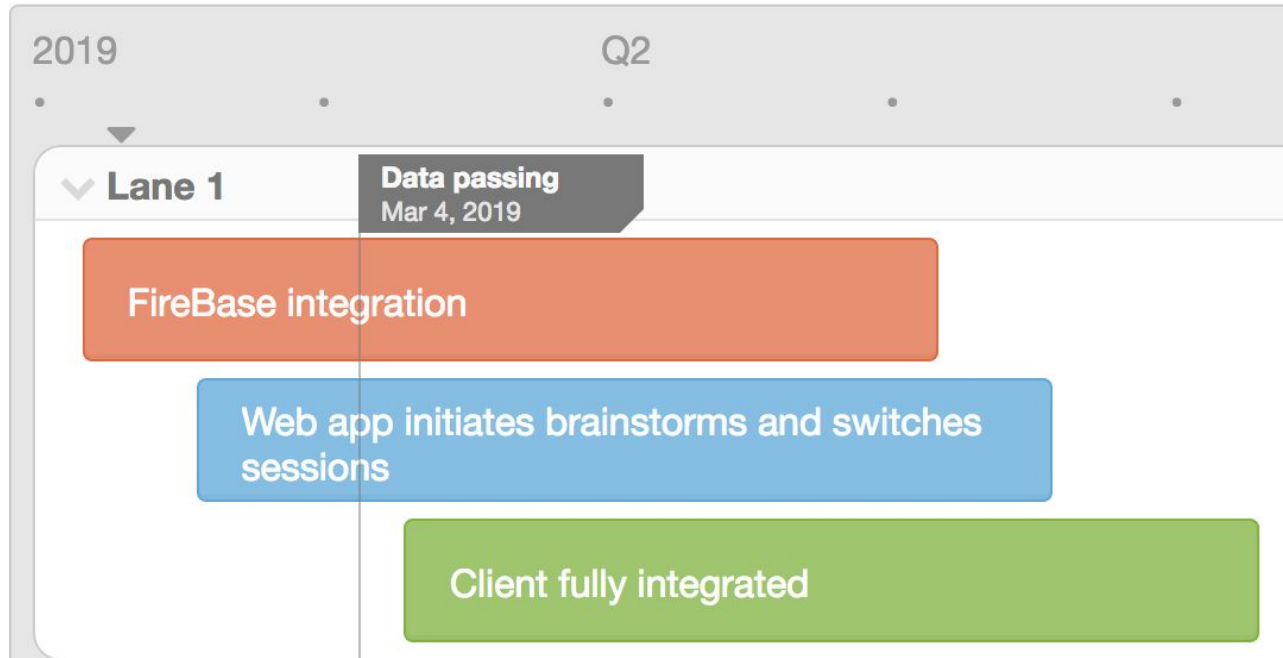 2019
Q2
Lane 1
Data passing
Mar 4, 2019
FireBase integration
Web app initiates brainstorms and switches
sessions
Client fully integrated